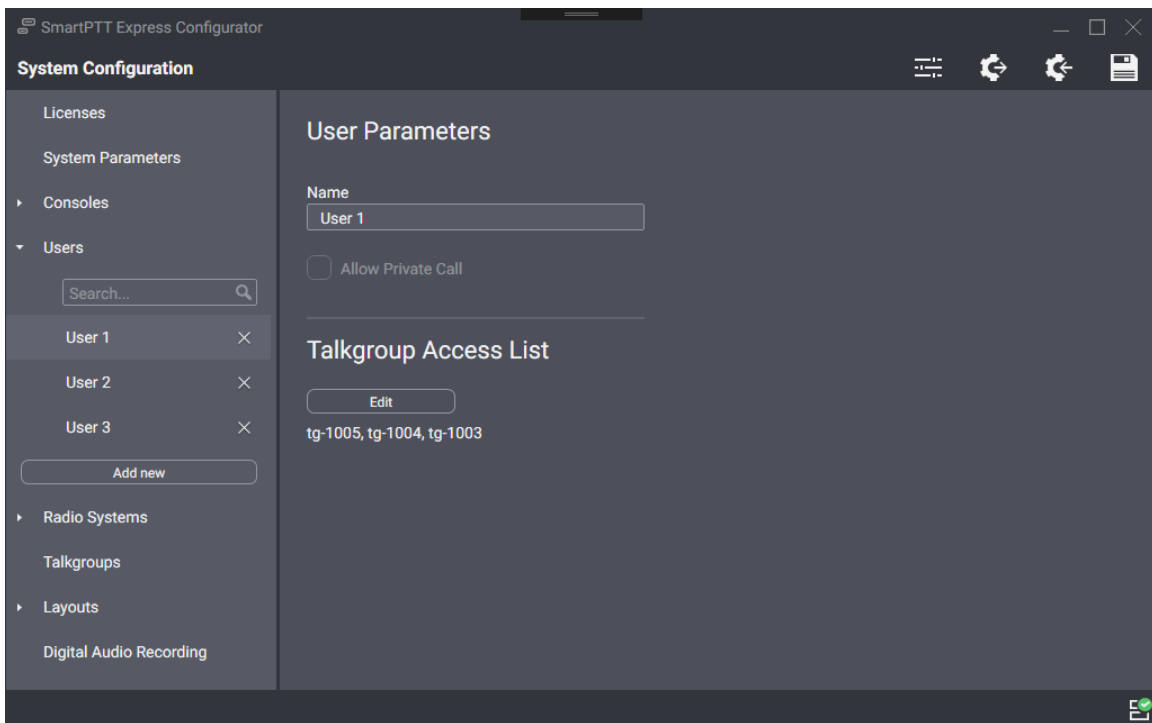 SmartPTT Express Configurator
System Configuration
Licenses
System Parameters
Consoles
Users
Search...
User 1
User 2
User 3
Add new
Radio Systems
Talkgroups
Layouts
Digital Audio Recording
User Parameters
Name
User 1
Allow Private Call
Talkgroup Access List
Edit
tg-1005, tg-1004, tg-1003